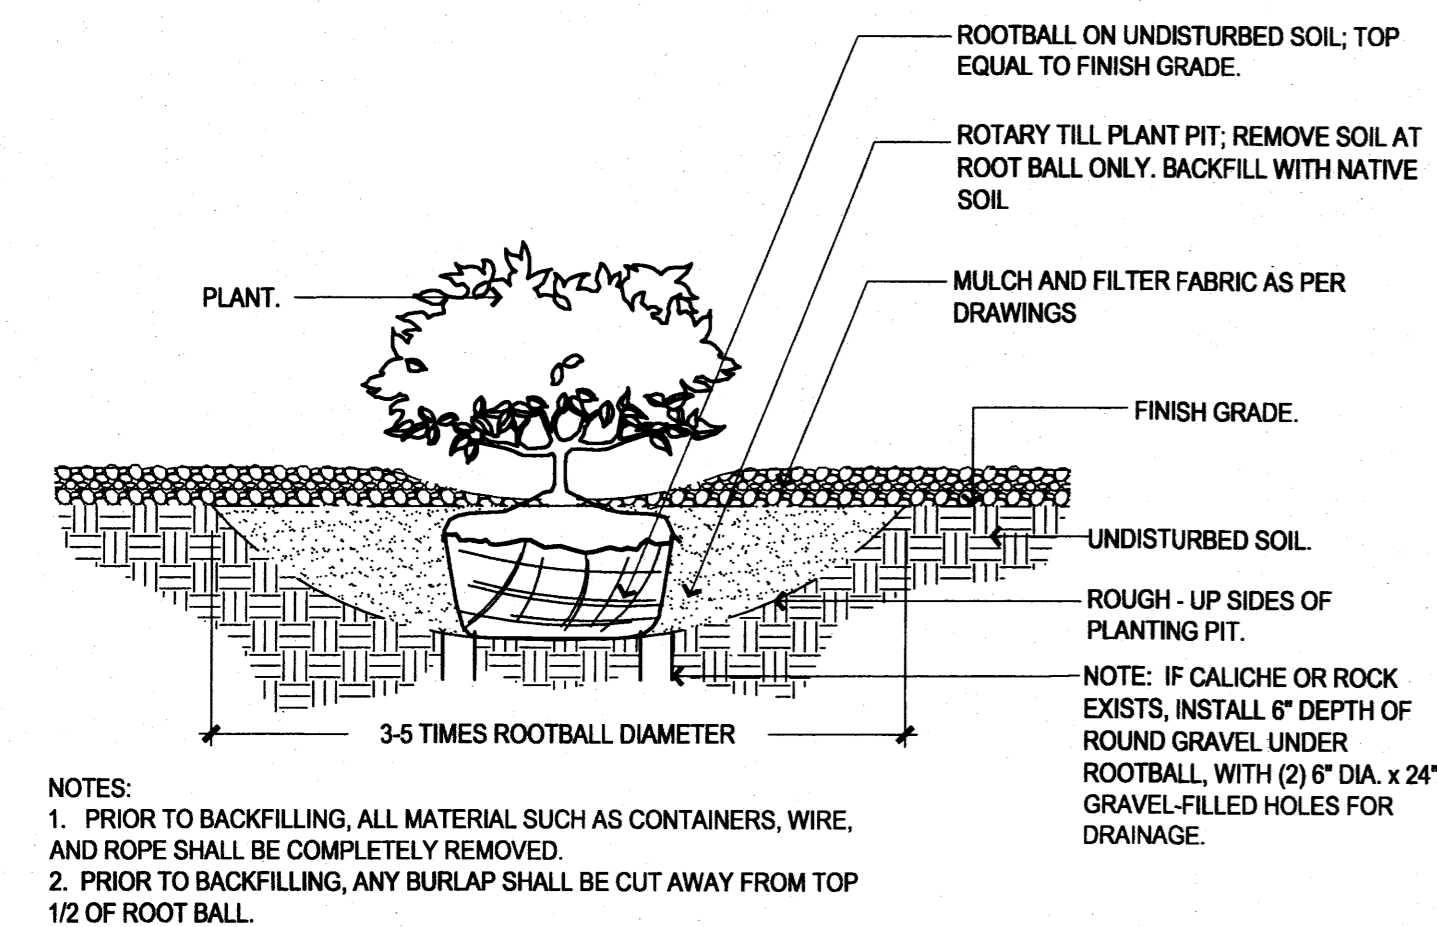 ROOTBALL ON UNDISTURBED SOIL; TOP
EQUAL TO FINISH GRADE.
ROTARY TILL PLANT PIT; REMOVE SOIL AT
ROOT BALL ONLY. BACKFILL WITH NATIVE
SOIL
PLANT.
MULCH AND FILTER FABRIC AS PER
DRAWINGS
FINISH GRADE.
UNDISTURBED SOIL.
ROUGH - UP SIDES OF
PLANTING PIT.
NOTE: IF CALICHE OR ROCK
EXISTS, INSTALL 6" DEPTH OF
ROUND GRAVEL UNDER
ROOTBALL, WITH (2) 6" DIA. x 24"
GRAVEL-FILLED HOLES FOR
DRAINAGE.
3-5 TIMES ROOTBALL DIAMETER
NOTES:
1. PRIOR TO BACKFILLING, ALL MATERIAL SUCH AS CONTAINERS, WIRE,
AND ROPE SHALL BE COMPLETELY REMOVED.
2. PRIOR TO BACKFILLING, ANY BURLAP SHALL BE CUT AWAY FROM TOP
1/2 OF ROOT BALL.